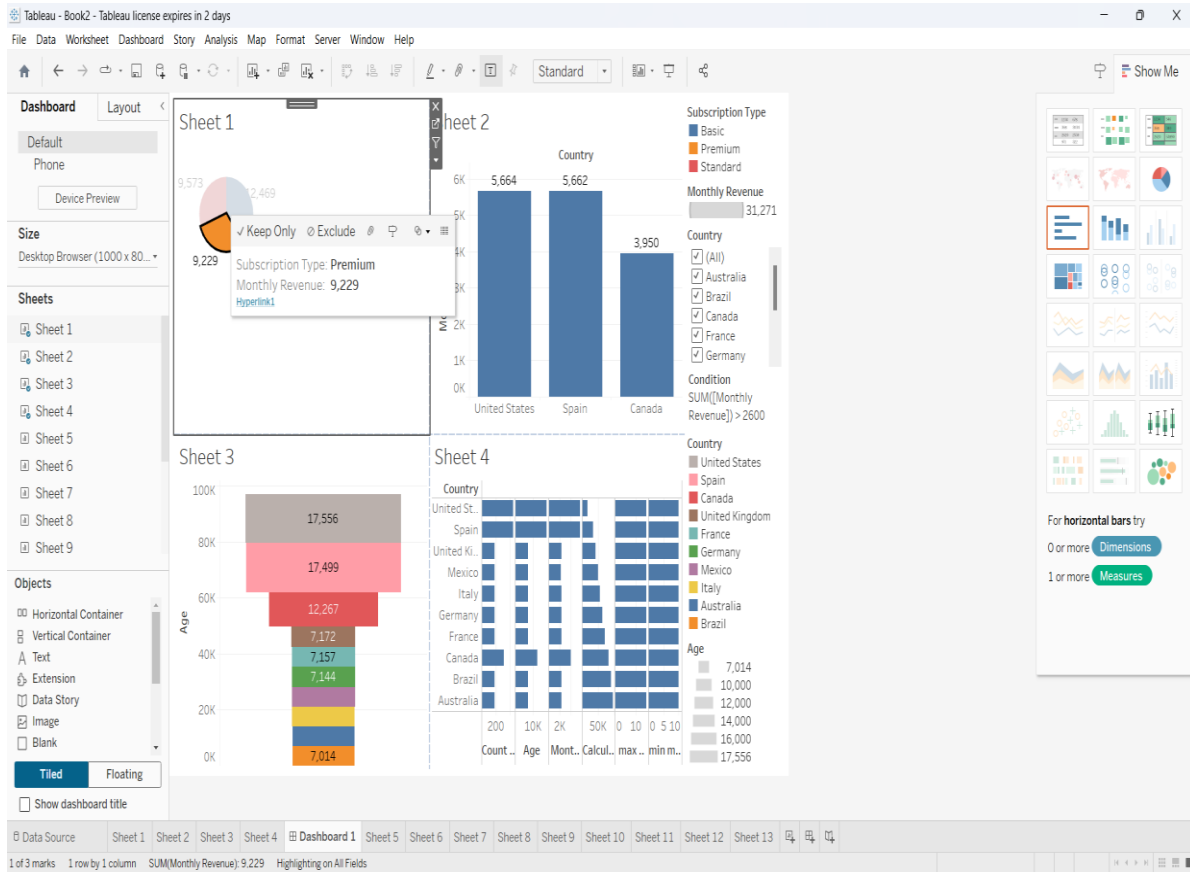 Tableau - Book2 - Tableau license expires in 2 days
File Data Worksheet Dashboard Story Analysis Map Format Server Window Help
Standard
Show Me
Dashboard Layout
Default
Phone
Device Preview
Size
Desktop Browser (1000 x 80...
Sheets
Sheet 1
Sheet 2
Sheet 3
Sheet 4
Sheet 5
Sheet 6
Sheet 7
Sheet 8
Sheet 9
Objects
Horizontal Container
Vertical Container
Text
Extension
Data Story
Image
Blank
Tiled Floating
Show dashboard title
Sheet 1
9,573
12,469
9,229
Keep Only Exclude
Subscription Type: Premium
Monthly Revenue: 9,229
Hyperlink1
heet 2
Country
6K
5K
4K
3K
2K
1K
0K
5,664
5,662
3,950
United States Spain Canada
Subscription Type
Basic
Premium
Standard
Monthly Revenue
31,271
Country
(All)
Australia
Brazil
Canada
France
Germany
Condition
SUM([Monthly
Revenue]) > 2600
Country
United States
Spain
Canada
United Kingdom
France
Germany
Mexico
Italy
Australia
Brazil
Age
7,014
10,000
12,000
14,000
16,000
17,556
Sheet 3
Age
100K
80K
60K
40K
20K
0K
17,556
17,499
12,267
7,172
7,157
7,144
7,014
Sheet 4
Country
United St..
Spain
United Ki..
Mexico
Italy
Germany
France
Canada
Brazil
Australia
200 10K 2K 50K 0 10 0 5 10
Count .. Age Mont.. Calcul.. max .. min m..
For horizontal bars try
0 or more Dimensions
1 or more Measures
Data Source Sheet 1 Sheet 2 Sheet 3 Sheet 4 Dashboard 1 Sheet 5 Sheet 6 Sheet 7 Sheet 8 Sheet 9 Sheet 10 Sheet 11 Sheet 12 Sheet 13
1 of 3 marks 1 row by 1 column SUM(Monthly Revenue): 9,229 Highlighting on All Fields